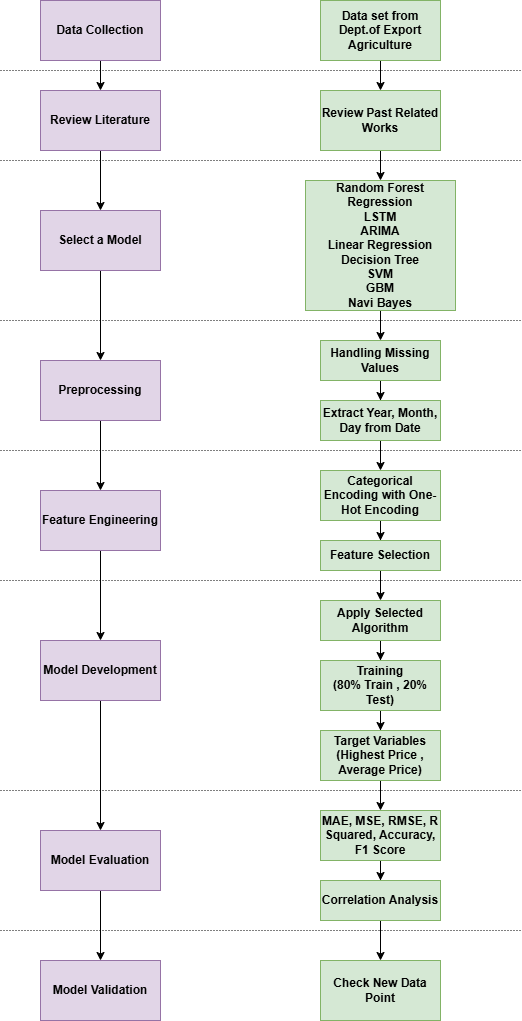 Data Collection
Data set from
Dept.of Export
Agriculture
Review Literature
Review Past Related
Works
Select a Model
Random Forest
Regression
LSTM
ARIMA
Linear Regression
Decision Tree
SVM
GBM
Navi Bayes
Preprocessing
Handling Missing
Values
Extract Year, Month,
Day from Date
Feature Engineering
Categorical
Encoding with One-
Hot Encoding
Feature Selection
Model Development
Apply Selected
Algorithm
Training
(80% Train , 20%
Test)
Target Variables
(Highest Price ,
Average Price)
Model Evaluation
MAE, MSE, RMSE, R
Squared, Accuracy,
F1 Score
Correlation Analysis
Model Validation
Check New Data
Point